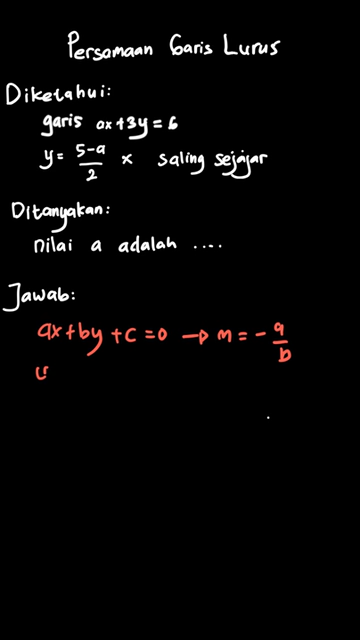 Persamaan Garis Lurus
Diketahui:
garis ax+3y=6
y= 5-a/2 x saling sejajar
Ditanyakan:
nilai a adalah ....
Jawab:
ax+by+c=0 → m=-a/b